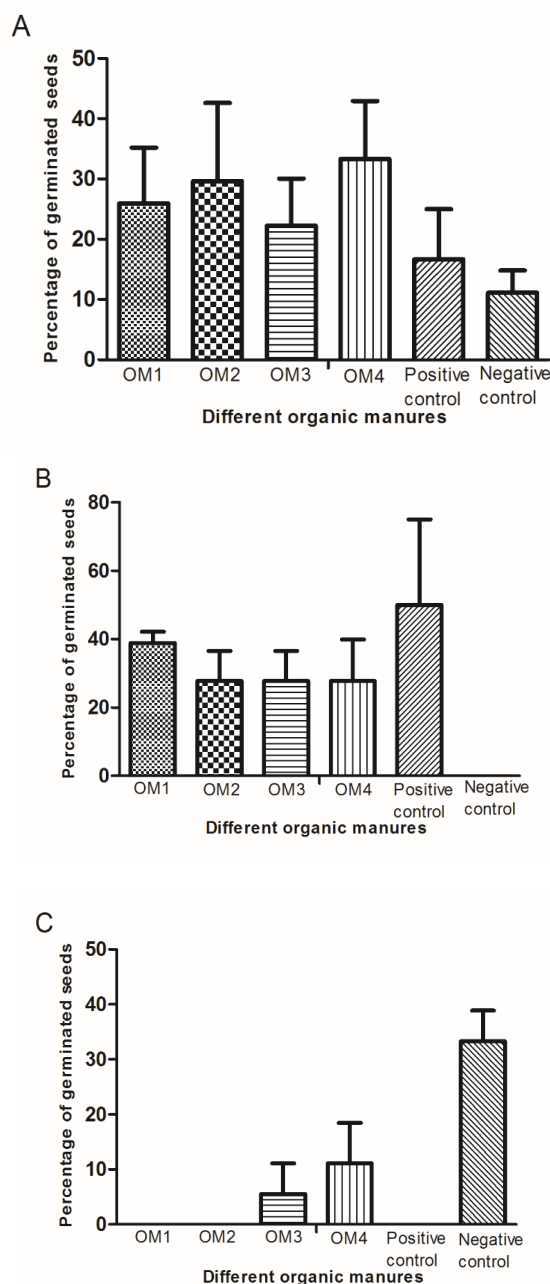 A
Percentage of germinated seeds
50
40
30
20
10
0
OM1 OM2 OM3 OM4 Positive control Negative control
Different organic manures
B
Percentage of germinated seeds
80
60
40
20
0
OM1 OM2 OM3 OM4 Positive control Negative control
Different organic manures
C
Percentage of germinated seeds
50
40
30
20
10
0
OM1 OM2 OM3 OM4 Positive control Negative control
Different organic manures